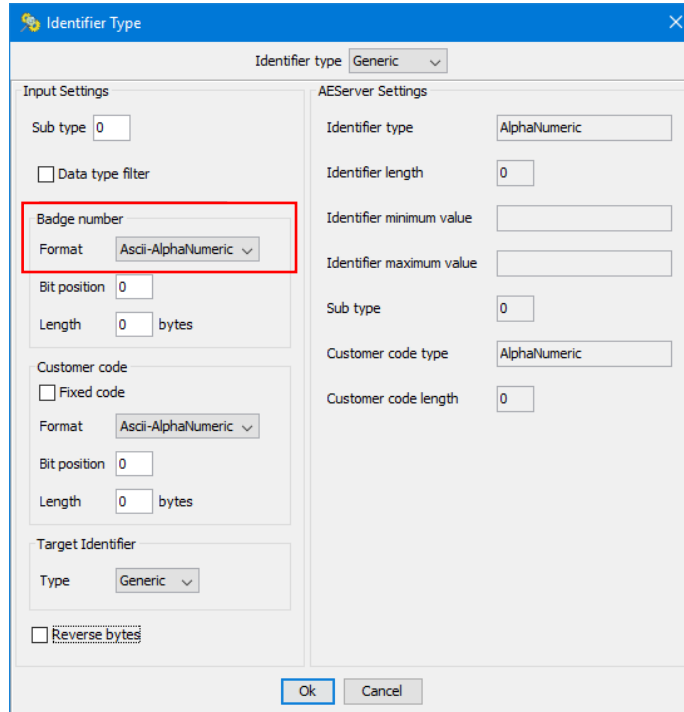 Identifier Type
Identifier type Generic
Input Settings
Sub type 0
Data type filter
Badge number
Format Ascii-AlphaNumeric
Bit position 0
Length 0 bytes
Customer code
Fixed code
Format Ascii-AlphaNumeric
Bit position 0
Length 0 bytes
Target Identifier
Type Generic
Reverse bytes
AEServer Settings
Identifier type AlphaNumeric
Identifier length 0
Identifier minimum value
Identifier maximum value
Sub type 0
Customer code type AlphaNumeric
Customer code length 0
Ok Cancel